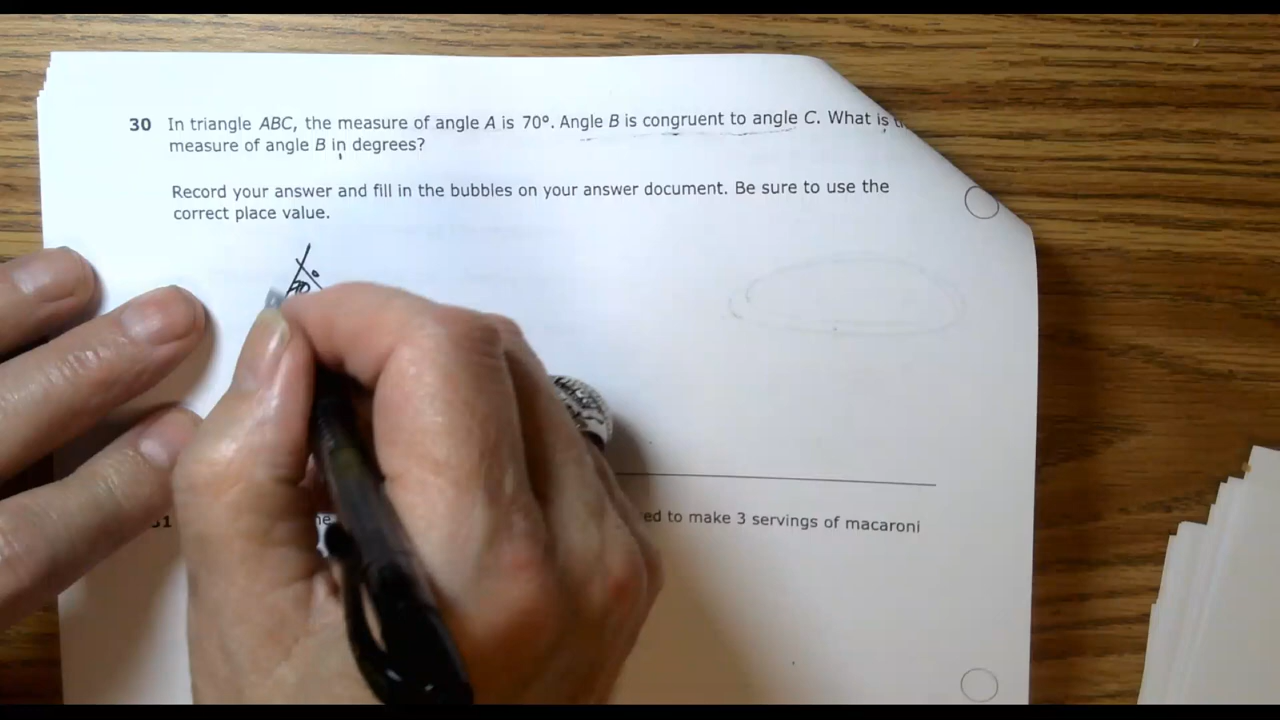 30 In triangle ABC, the measure of angle A is 70°. Angle B is congruent to angle C. What is
measure of angle B in degrees?
Record your answer and fill in the bubbles on your answer document. Be sure to use the
correct place value.
70°
to make 3 servings of macaroni